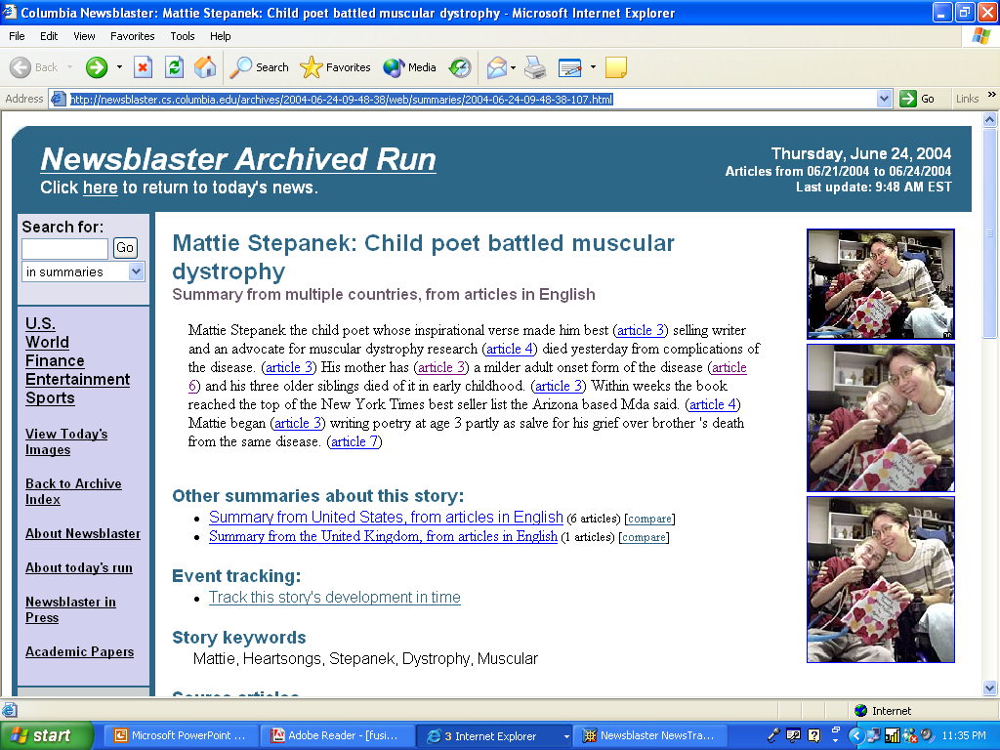 Columbia Newsblaster: Mattie Stepanek: Child poet battled muscular dystrophy - Microsoft Internet Explorer
File Edit View Favorites Tools Help
Back Search Favorites Media
Address http://newsblaster.cs.columbia.edu/archives/2004-06-24-09-48-38/web/summaries/2004-06-24-09-48-38-107.html Go Links »
Newsblaster Archived Run
Click here to return to today's news.
Thursday, June 24, 2004
Articles from 06/21/2004 to 06/24/2004
Last update: 9:48 AM EST
Search for:
Go
in summaries
U.S.
World
Finance
Entertainment
Sports
View Today's
Images
Back to Archive
Index
About Newsblaster
About today's run
Newsblaster in
Press
Academic Papers
Mattie Stepanek: Child poet battled muscular
dystrophy
Summary from multiple countries, from articles in English
Mattie Stepanek the child poet whose inspirational verse made him best (article 3) selling writer
and an advocate for muscular dystrophy research (article 4) died yesterday from complications of
the disease. (article 3) His mother has (article 3) a milder adult onset form of the disease (article
6) and his three older siblings died of it in early childhood. (article 3) Within weeks the book
reached the top of the New York Times best seller list the Arizona based Mda said. (article 4)
Mattie began (article 3) writing poetry at age 3 partly as salve for his grief over brother 's death
from the same disease. (article 7)
Other summaries about this story:
• Summary from United States, from articles in English (6 articles) [compare]
• Summary from the United Kingdom, from articles in English (1 articles) [compare]
Event tracking:
• Track this story's development in time
Story keywords
Mattie, Heartsongs, Stepanek, Dystrophy, Muscular
Source articles
Internet
start Microsoft PowerPoint ... Adobe Reader - [fusi... 3 Internet Explorer Newsblaster NewsTra... 11:35 PM